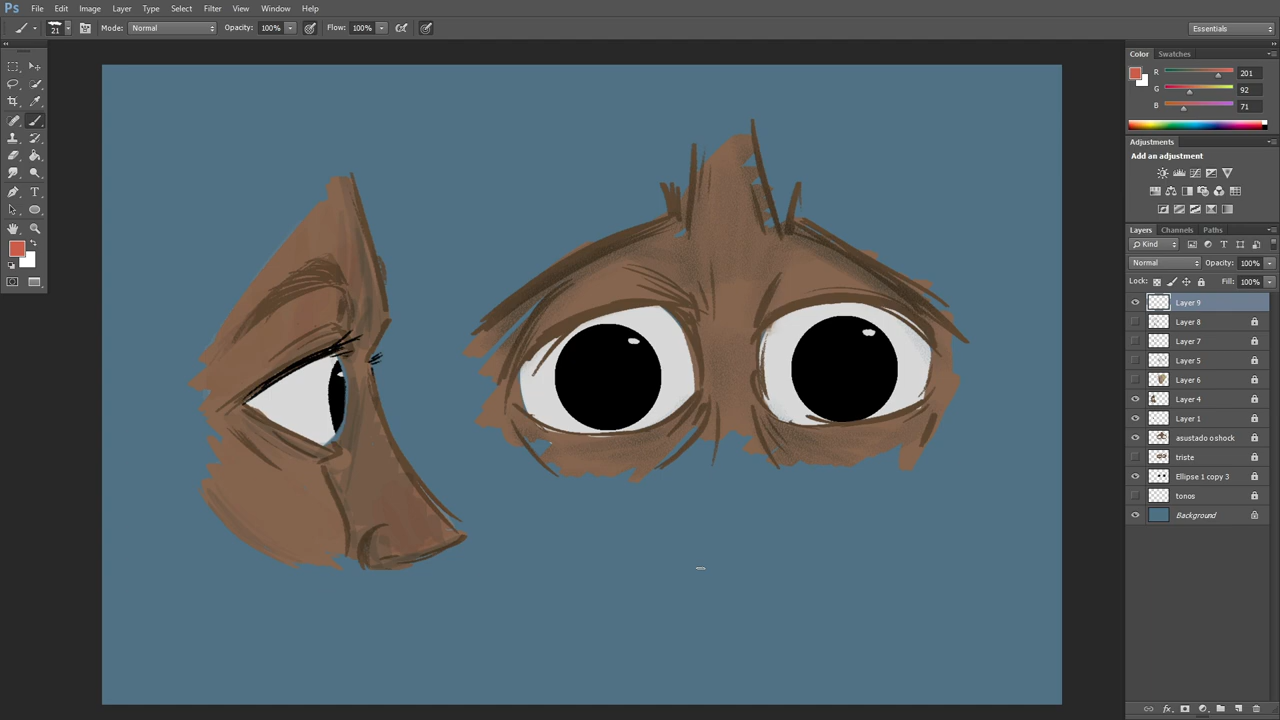 Ps File Edit Image Layer Type Select Filter View Window Help
21 Mode: Normal Opacity: 100% Flow: 100% Essentials
Color Swatches
R 201
G 92
B 71
Adjustments
Add an adjustment
Layers Channels Paths
Kind
Normal Opacity: 100%
Lock: Fill: 100%
Layer 9
Layer 8
Layer 7
Layer 5
Layer 6
Layer 4
Layer 1
asustado o shock
triste
Ellipse 1 copy 3
tonos
Background
fx